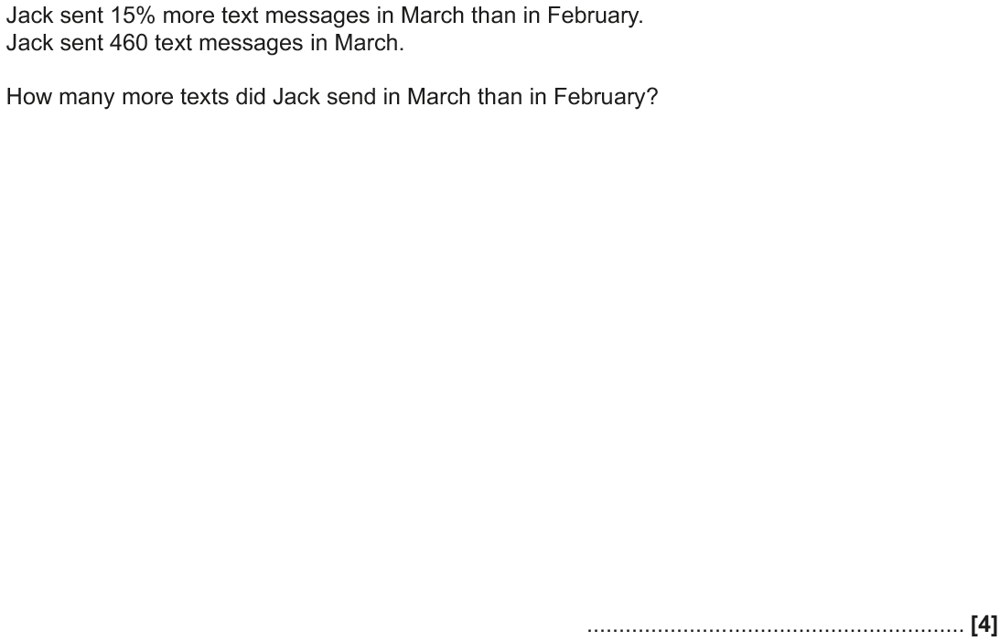 Jack sent 15% more text messages in March than in February.
Jack sent 460 text messages in March.
How many more texts did Jack send in March than in February?
........................................................... [4]